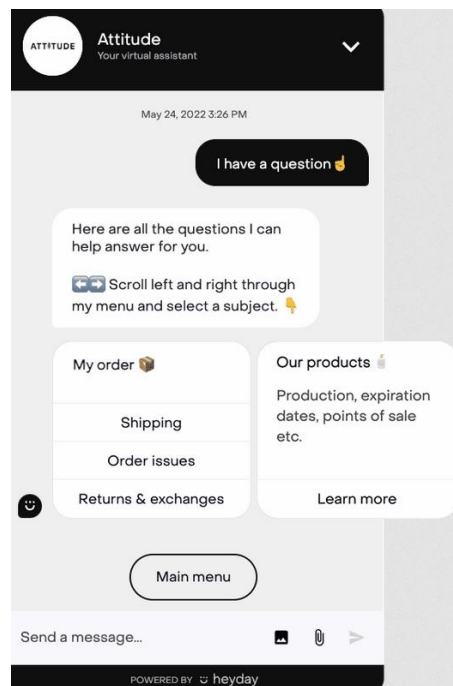 ATTITUDE
Attitude
Your virtual assistant
May 24, 2022 3:26 PM
I have a question☝️
Here are all the questions I can
help answer for you.
⬅️➡️ Scroll left and right through
my menu and select a subject. 👇
My order 📦
Shipping
Order issues
Returns & exchanges
Our products 🕯️
Production, expiration
dates, points of sale
etc.
Learn more
Main menu
Send a message...
POWERED BY heyday